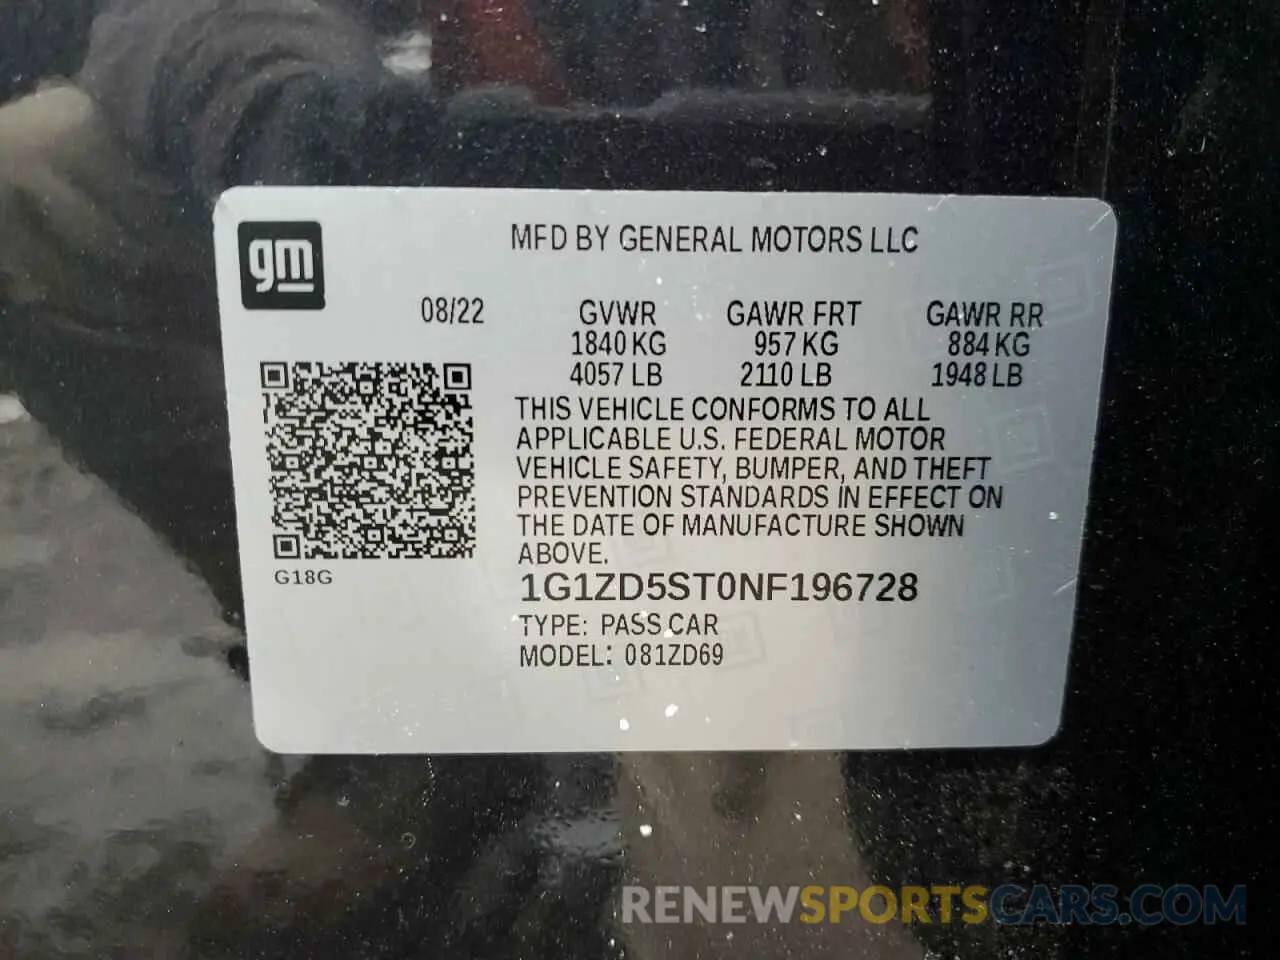 gm
MFD BY GENERAL MOTORS LLC
08/22 GVWR GAWR FRT GAWR RR
1840 KG 957 KG 884 KG
4057 LB 2110 LB 1948 LB
THIS VEHICLE CONFORMS TO ALL
APPLICABLE U.S. FEDERAL MOTOR
VEHICLE SAFETY, BUMPER, AND THEFT
PREVENTION STANDARDS IN EFFECT ON
THE DATE OF MANUFACTURE SHOWN
ABOVE.
G18G
1G1ZD5ST0NF196728
TYPE: PASS CAR
MODEL: 081ZD69
RENEWSPORTSCARS.COM